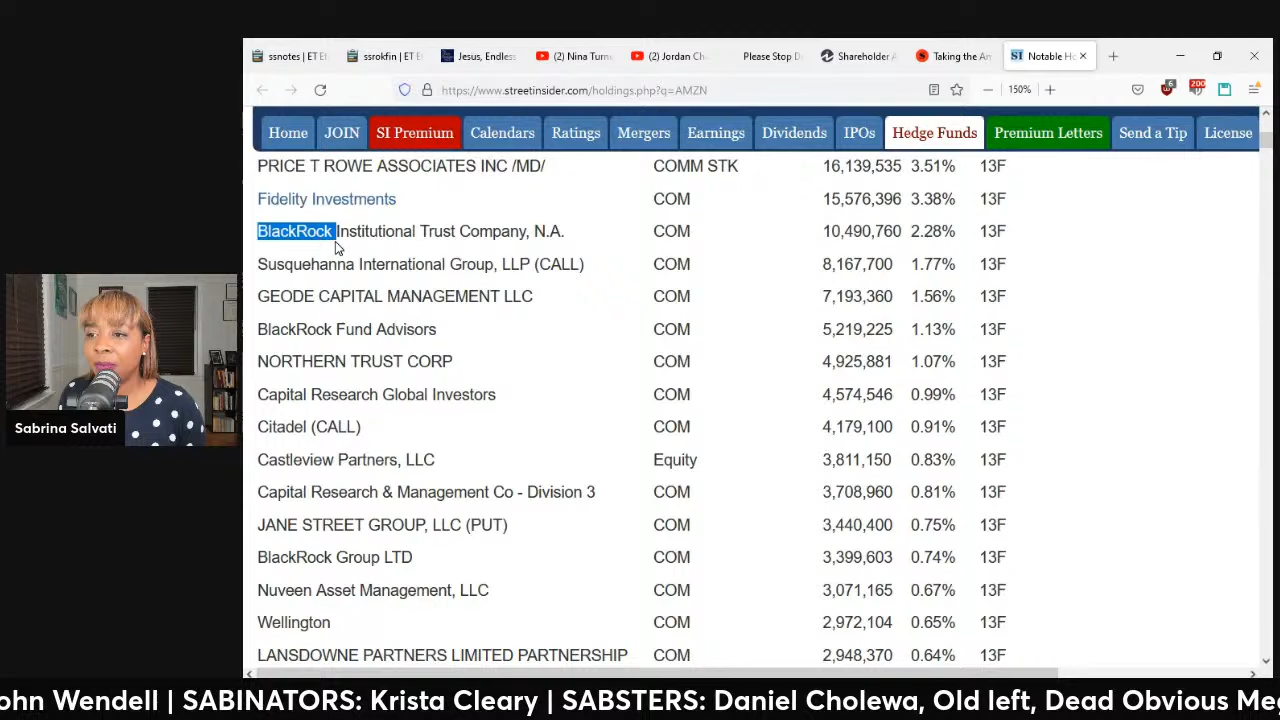 ssnotes | ET E
ssrokfin | ET E
Jesus, Endless
(2) Nina Turne
(2) Jordan Ch
Please Stop D
Shareholder A
Taking the Am
SI Notable Ho
https://www.streetinsider.com/holdings.php?q=AMZN
150%
6
200
Home JOIN SI Premium Calendars Ratings Mergers Earnings Dividends IPOs Hedge Funds Premium Letters Send a Tip License
PRICE T ROWE ASSOCIATES INC /MD/ COMM STK 16,139,535 3.51% 13F
Fidelity Investments COM 15,576,396 3.38% 13F
BlackRock Institutional Trust Company, N.A. COM 10,490,760 2.28% 13F
Susquehanna International Group, LLP (CALL) COM 8,167,700 1.77% 13F
GEODE CAPITAL MANAGEMENT LLC COM 7,193,360 1.56% 13F
BlackRock Fund Advisors COM 5,219,225 1.13% 13F
NORTHERN TRUST CORP COM 4,925,881 1.07% 13F
Capital Research Global Investors COM 4,574,546 0.99% 13F
Citadel (CALL) COM 4,179,100 0.91% 13F
Castleview Partners, LLC Equity 3,811,150 0.83% 13F
Capital Research & Management Co - Division 3 COM 3,708,960 0.81% 13F
JANE STREET GROUP, LLC (PUT) COM 3,440,400 0.75% 13F
BlackRock Group LTD COM 3,399,603 0.74% 13F
Nuveen Asset Management, LLC COM 3,071,165 0.67% 13F
Wellington COM 2,972,104 0.65% 13F
LANSDOWNE PARTNERS LIMITED PARTNERSHIP COM 2,948,370 0.64% 13F
Sabrina Salvati
ohn Wendell | SABINATORS: Krista Cleary | SABSTERS: Daniel Cholewa, Old left, Dead Obvious Me